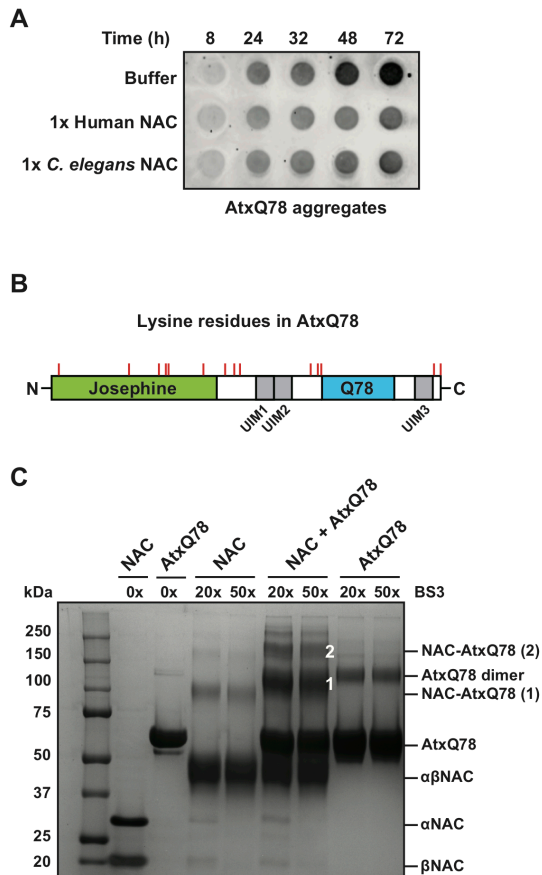 A
Time (h) 8 24 32 48 72
Buffer
1x Human NAC
1x C. elegans NAC
AtxQ78 aggregates
B
Lysine residues in AtxQ78
N Josephine Q78 C
UIM1 UIM2 UIM3
C
NAC AtxQ78 NAC NAC + AtxQ78 AtxQ78
kDa 0x 0x 20x 50x 20x 50x 20x 50x BS3
250
150 2 NAC-AtxQ78 (2)
AtxQ78 dimer
100 1 NAC-AtxQ78 (1)
75
AtxQ78
50
αβNAC
37
αNAC
25
20 βNAC